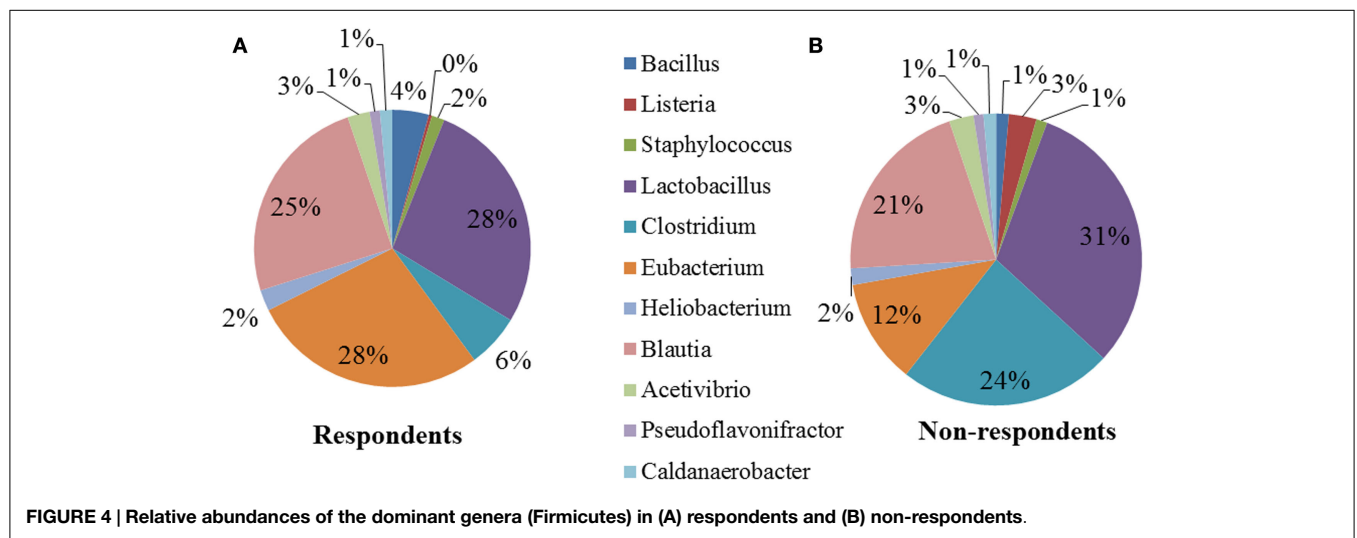 A
1%
3%
1%
4%
0%
2%
28%
6%
28%
2%
25%
Respondents
Bacillus
Listeria
Staphylococcus
Lactobacillus
Clostridium
Eubacterium
Heliobacterium
Blautia
Acetivibrio
Pseudoflavonifractor
Caldanaerobacter
B
1%
1%
3%
1%
3%
1%
31%
24%
12%
2%
21%
Non-respondents
FIGURE 4 | Relative abundances of the dominant genera (Firmicutes) in (A) respondents and (B) non-respondents.